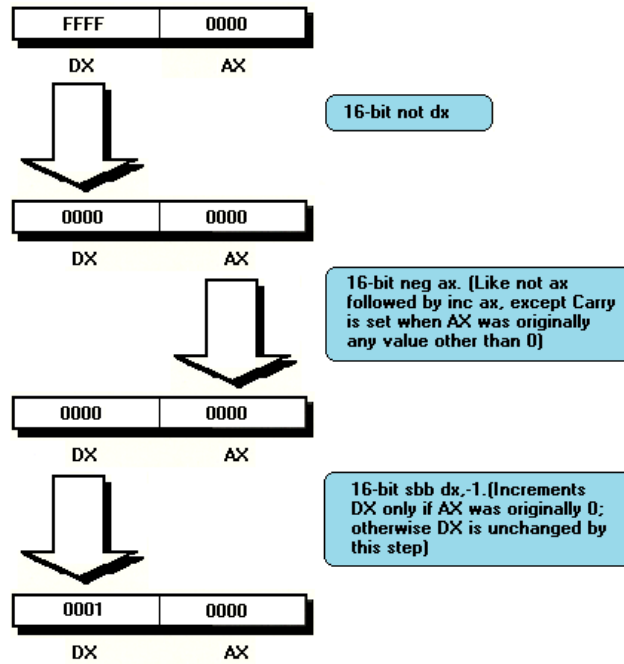 FFFF 0000
DX AX
16-bit not dx
0000 0000
DX AX
16-bit neg ax. (Like not ax
followed by inc ax, except Carry
is set when AX was originally
any value other than 0)
0000 0000
DX AX
16-bit sbb dx,-1.(Increments
DX only if AX was originally 0;
otherwise DX is unchanged by
this step)
0001 0000
DX AX